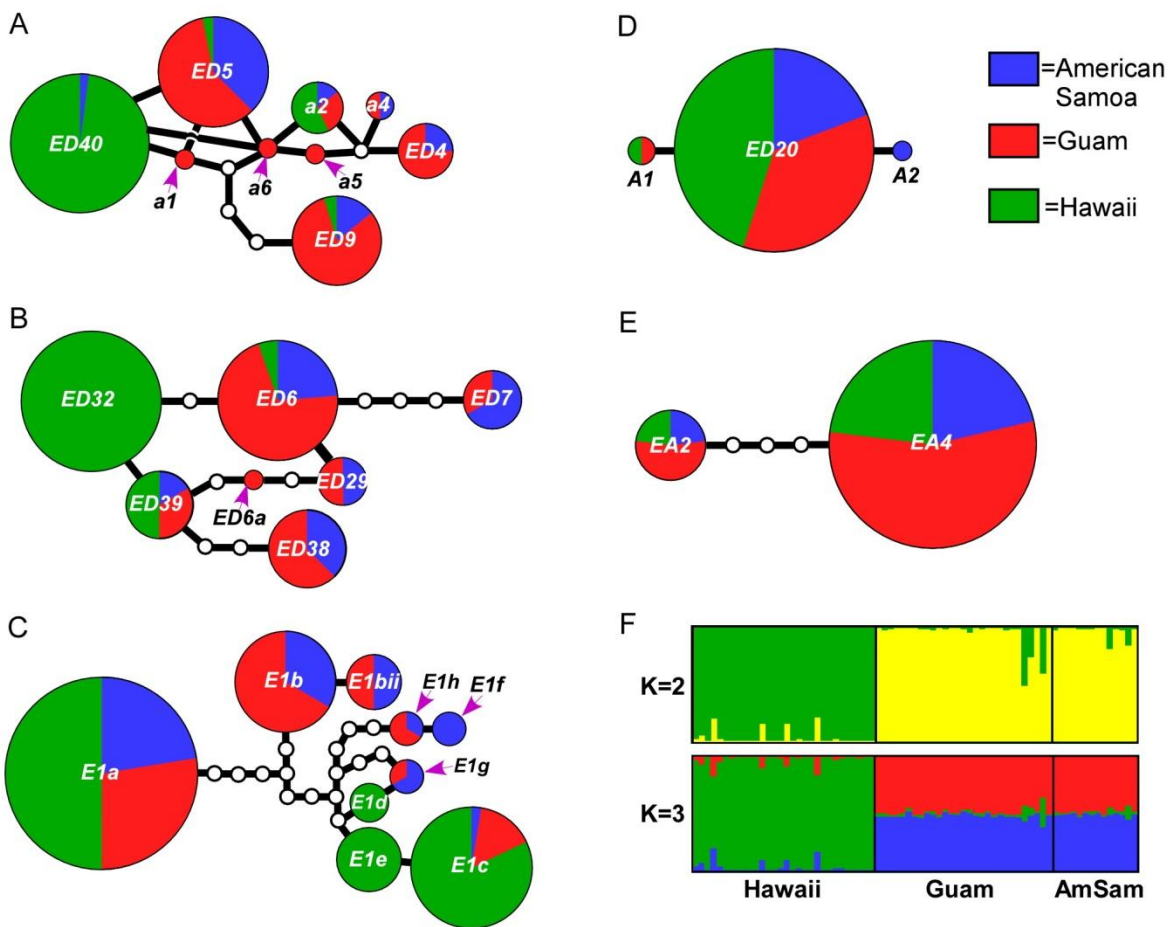 A
ED5
a2
a4
ED40
ED4
a1
a6
a5
ED9
B
ED32
ED6
ED7
ED39
ED29
ED6a
ED38
C
E1b
E1bii
E1h
E1f
E1a
E1g
E1d
E1e
E1c
D
ED20
A1
A2
=American
Samoa
=Guam
=Hawaii
E
EA2
EA4
F
K=2
K=3
Hawaii
Guam
AmSam